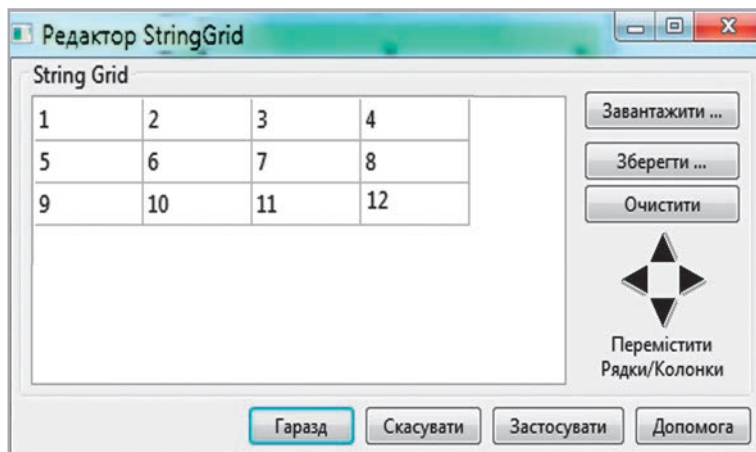 Редактор StringGrid
String Grid
1 2 3 4
5 6 7 8
9 10 11 12
Завантажити ...
Зберегти ...
Очистити
Перемістити
Рядки/Колонки
Гаразд Скасувати Застосувати Допомога